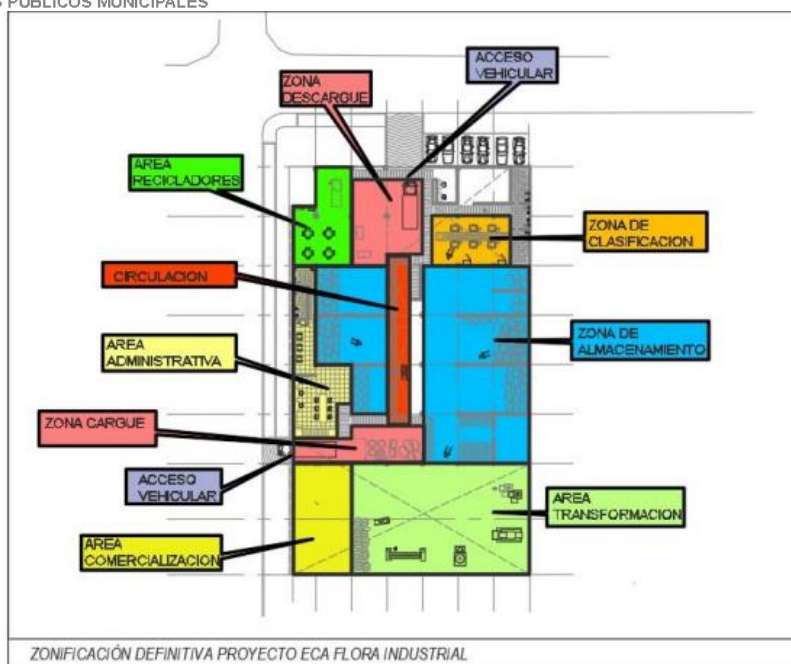 S PÚBLICOS MUNICIPALES
ACCESO
VEHICULAR
ZONA
DESCARGUE
AREA
RECICLADORES
ZONA DE
CLASIFICACION
CIRCULACION
ZONA DE
ALMACENAMIENTO
AREA
ADMINISTRATIVA
ZONA CARGUE
ACCESO
VEHICULAR
AREA
TRANSFORMACION
AREA
COMERCIALIZACION
ZONIFICACIÓN DEFINITIVA PROYECTO ECA FLORA INDUSTRIAL